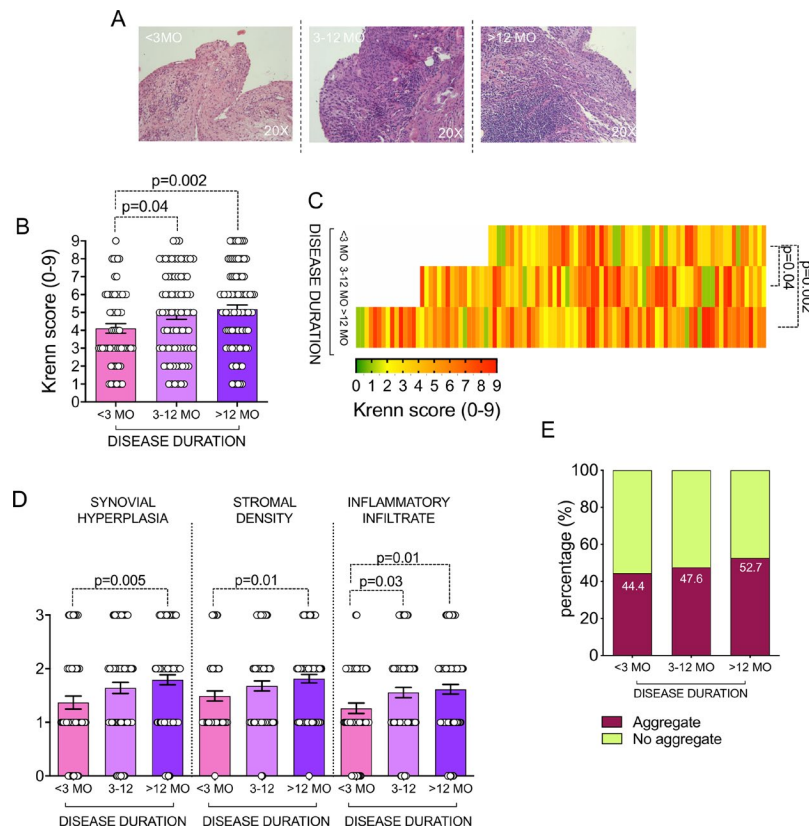 A
<3MO
3-12 MO
>12 MO
20X
20X
20X
B
p=0.002
p=0.04
Krenn score (0-9)
9
8
7
6
5
4
3
2
1
0
<3 MO
3-12 MO
>12 MO
DISEASE DURATION
C
DISEASE DURATION
<3 MO
3-12 MO
>12 MO
p=0.04
p=0.002
0 1 2 3 4 5 6 7 8 9
Krenn score (0-9)
D
SYNOVIAL
HYPERPLASIA
STROMAL
DENSITY
INFLAMMATORY
INFILTRATE
p=0.005
p=0.01
p=0.01
p=0.03
3
2
1
0
<3 MO
3-12
>12 MO
<3 MO
3-12
>12 MO
<3 MO
3-12
>12 MO
DISEASE DURATION
DISEASE DURATION
DISEASE DURATION
E
percentage (%)
100
80
60
40
20
0
44.4
47.6
52.7
<3 MO
3-12 MO
>12 MO
DISEASE DURATION
Aggregate
No aggregate